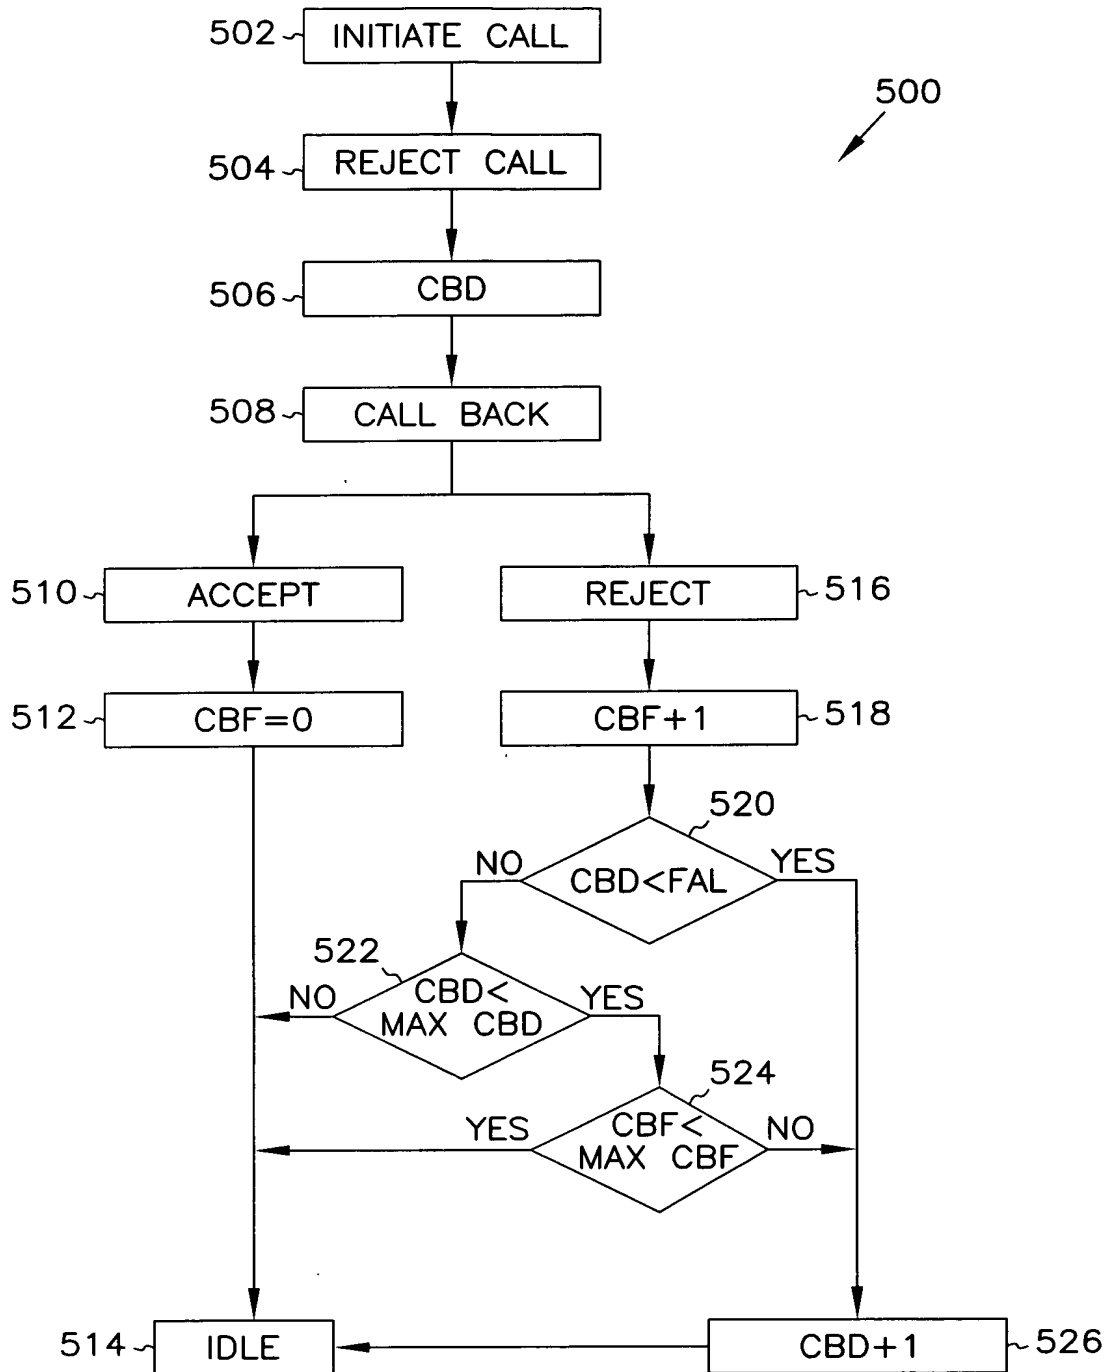 502
INITIATE CALL
500
504
REJECT CALL
506
CBD
508
CALL BACK
510
ACCEPT
REJECT
516
512
CBF=0
CBF+1
518
520
NO
CBD<FAL
YES
522
NO
CBD<
MAX CBD
YES
524
YES
CBF<
MAX CBF
NO
514
IDLE
CBD+1
526